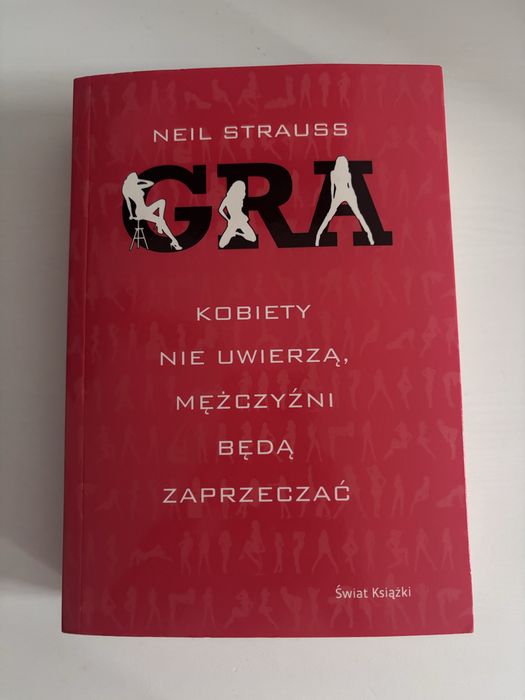 NEIL STRAUSS
GRA
KOBIETY
NIE UWIERZĄ,
MĘŻCZYŹNI
BĘDĄ
ZAPRZECZAĆ
Świat Książki